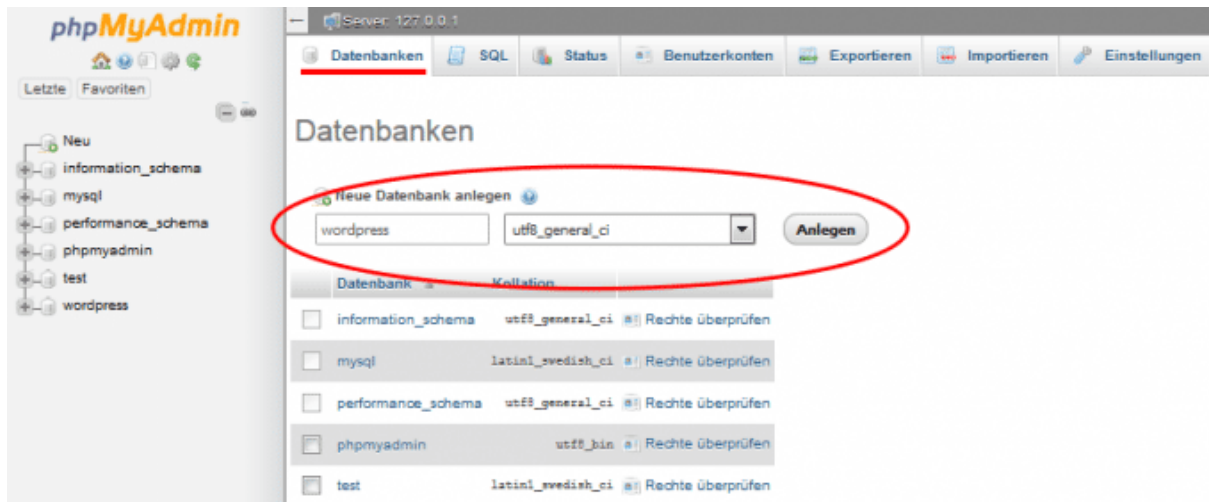 phpMyAdmin
Letzte Favoriten
Neu
information_schema
mysql
performance_schema
phpmyadmin
test
wordpress
Server: 127.0.0.1
Datenbanken SQL Status Benutzerkonten Exportieren Importieren Einstellungen
Datenbanken
Neue Datenbank anlegen
wordpress utf8_general_ci Anlegen
Datenbank Kollation
information_schema utf8_general_ci Rechte überprüfen
mysql latin1_swedish_ci Rechte überprüfen
performance_schema utf8_general_ci Rechte überprüfen
phpmyadmin utf8_bin Rechte überprüfen
test latin1_swedish_ci Rechte überprüfen